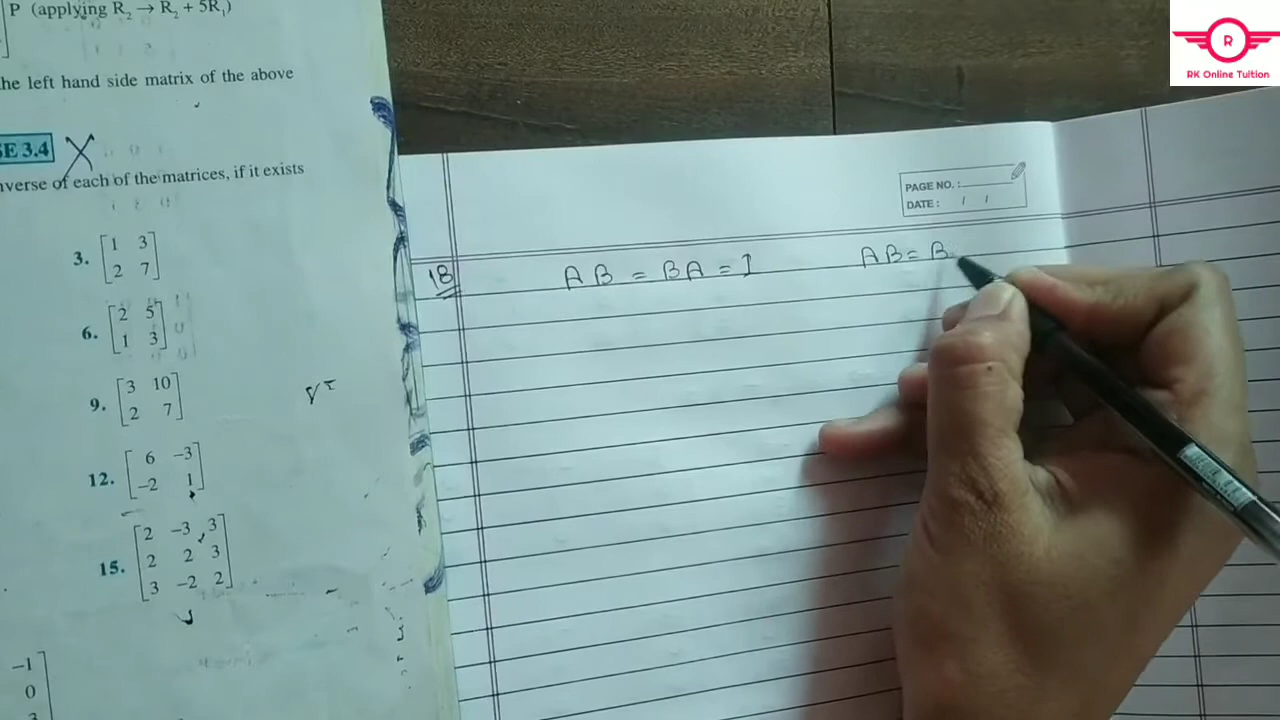 P (applying R₂ → R₂ + 5R₁)
he left hand side matrix of the above
SE 3.4
nverse of each of the matrices, if it exists
3. [1 3
2 7]
6. [2 5
1 3]
9. [3 10
2 7]
12. [6 -3
-2 1]
15. [2 -3 3
2 2 3
3 -2 2]
-1
0
R
RK Online Tuition
PAGE NO. :
DATE : / /
18 AB = BA = I AB = B